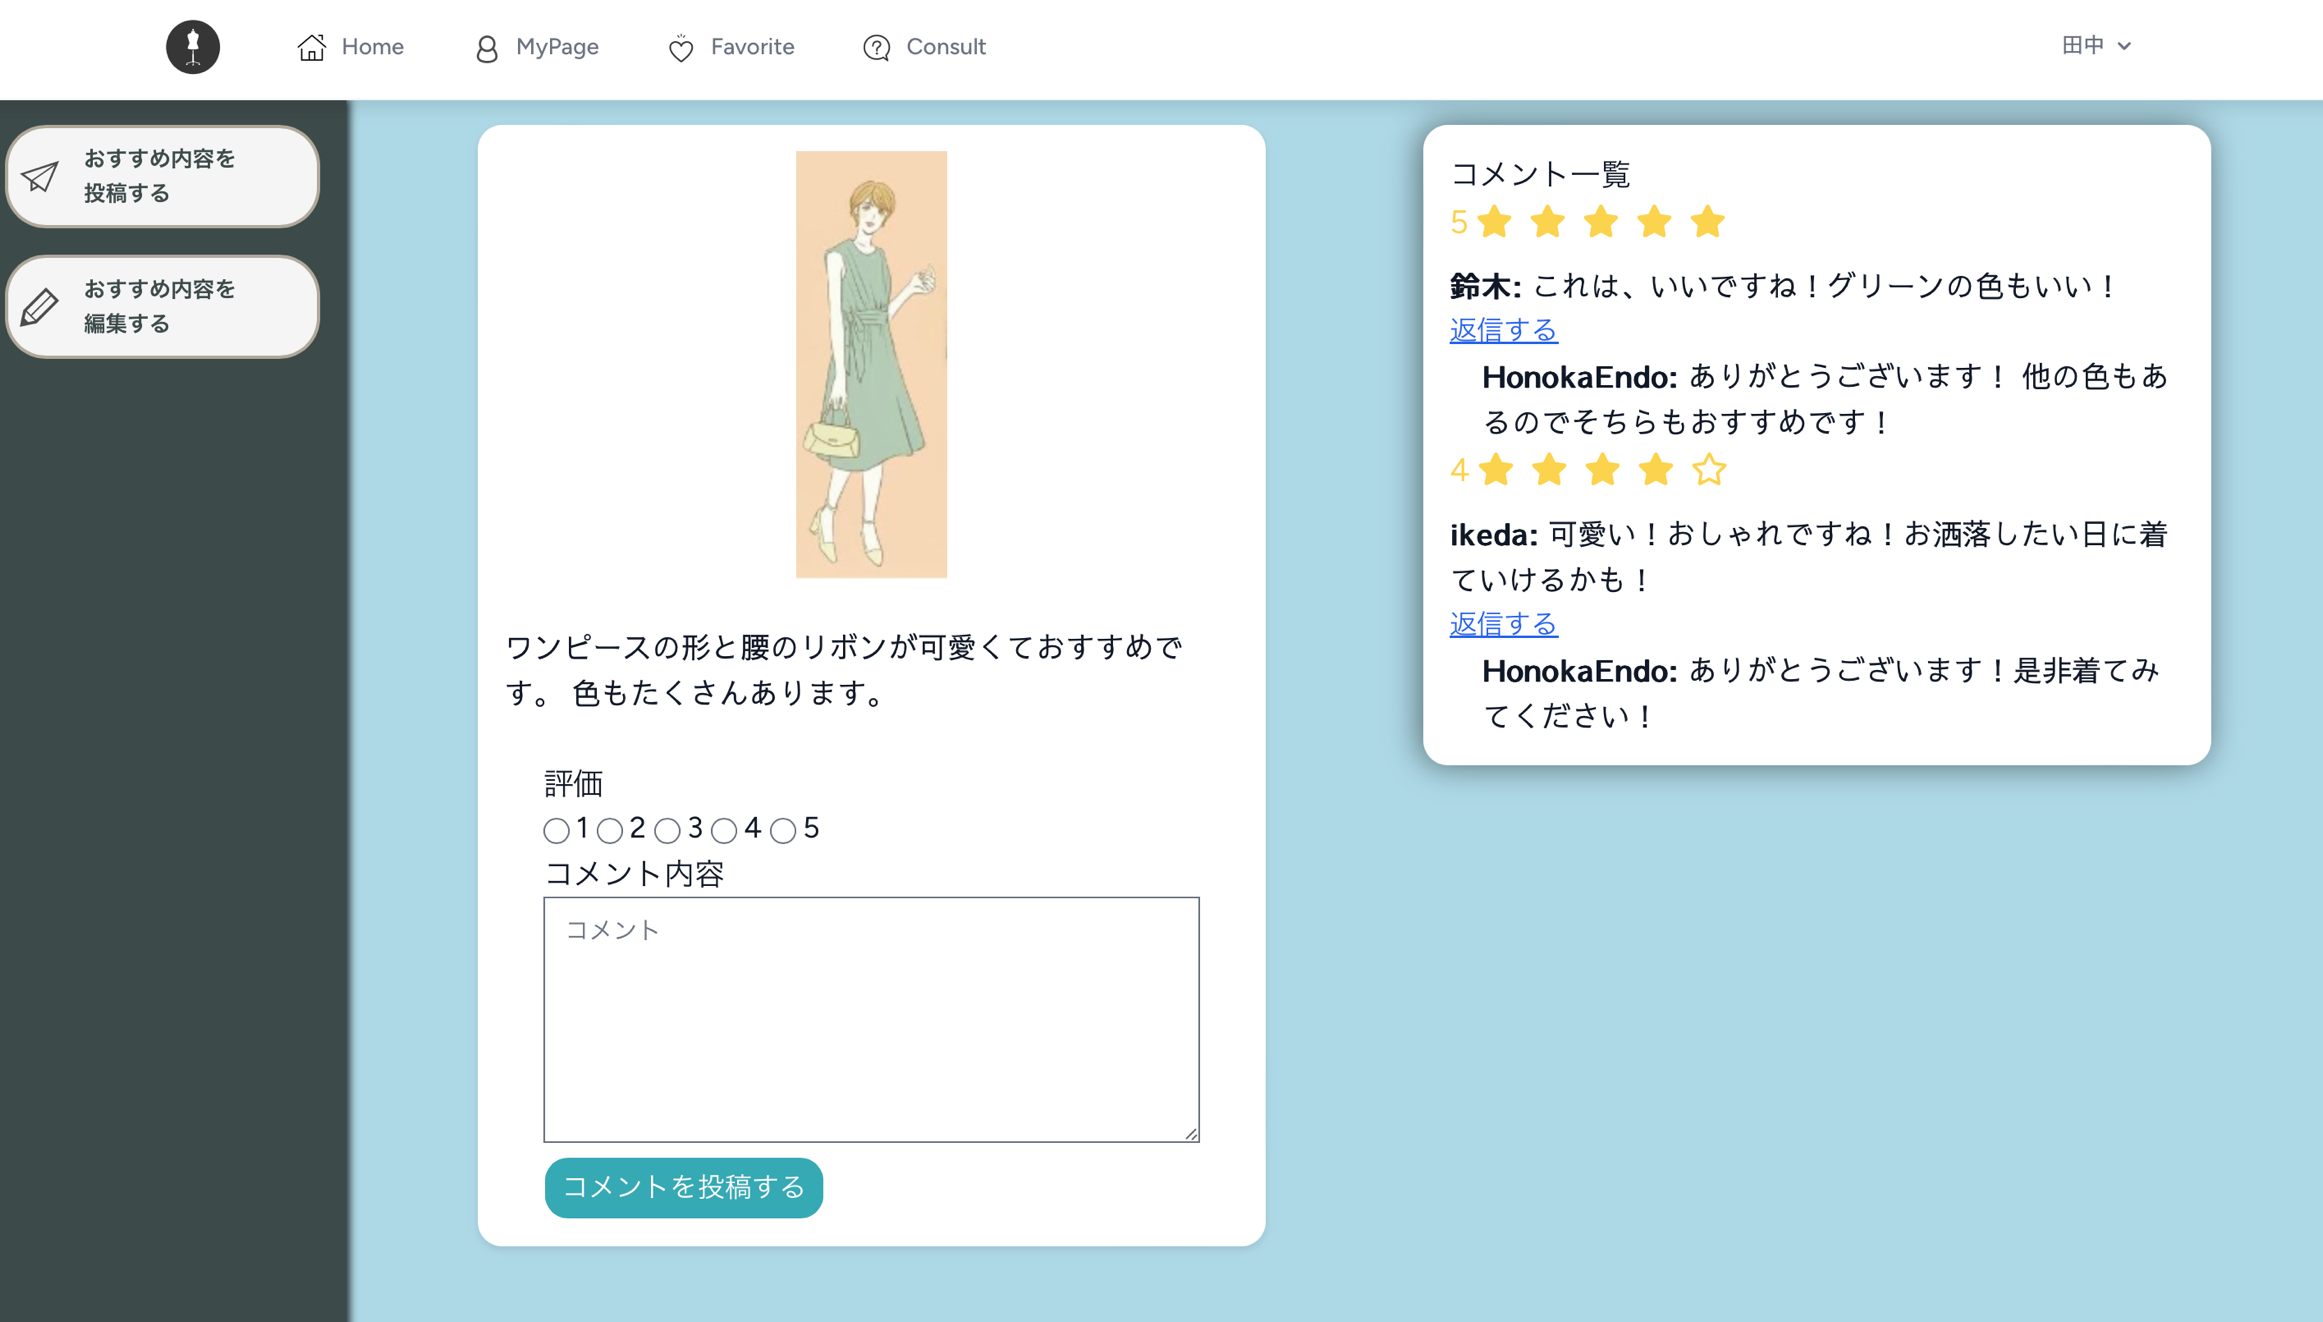 Home MyPage Favorite Consult 田中
おすすめ内容を
投稿する
おすすめ内容を
編集する
ワンピースの形と腰のリボンが可愛くておすすめで
す。 色もたくさんあります。
評価
1 2 3 4 5
コメント内容
コメント
コメントを投稿する
コメント一覧
5
鈴木: これは、いいですね！グリーンの色もいい！
返信する
HonokaEndo: ありがとうございます！ 他の色もあ
るのでそちらもおすすめです！
4
ikeda: 可愛い！おしゃれですね！お洒落したい日に着
ていけるかも！
返信する
HonokaEndo: ありがとうございます！是非着てみ
てください！